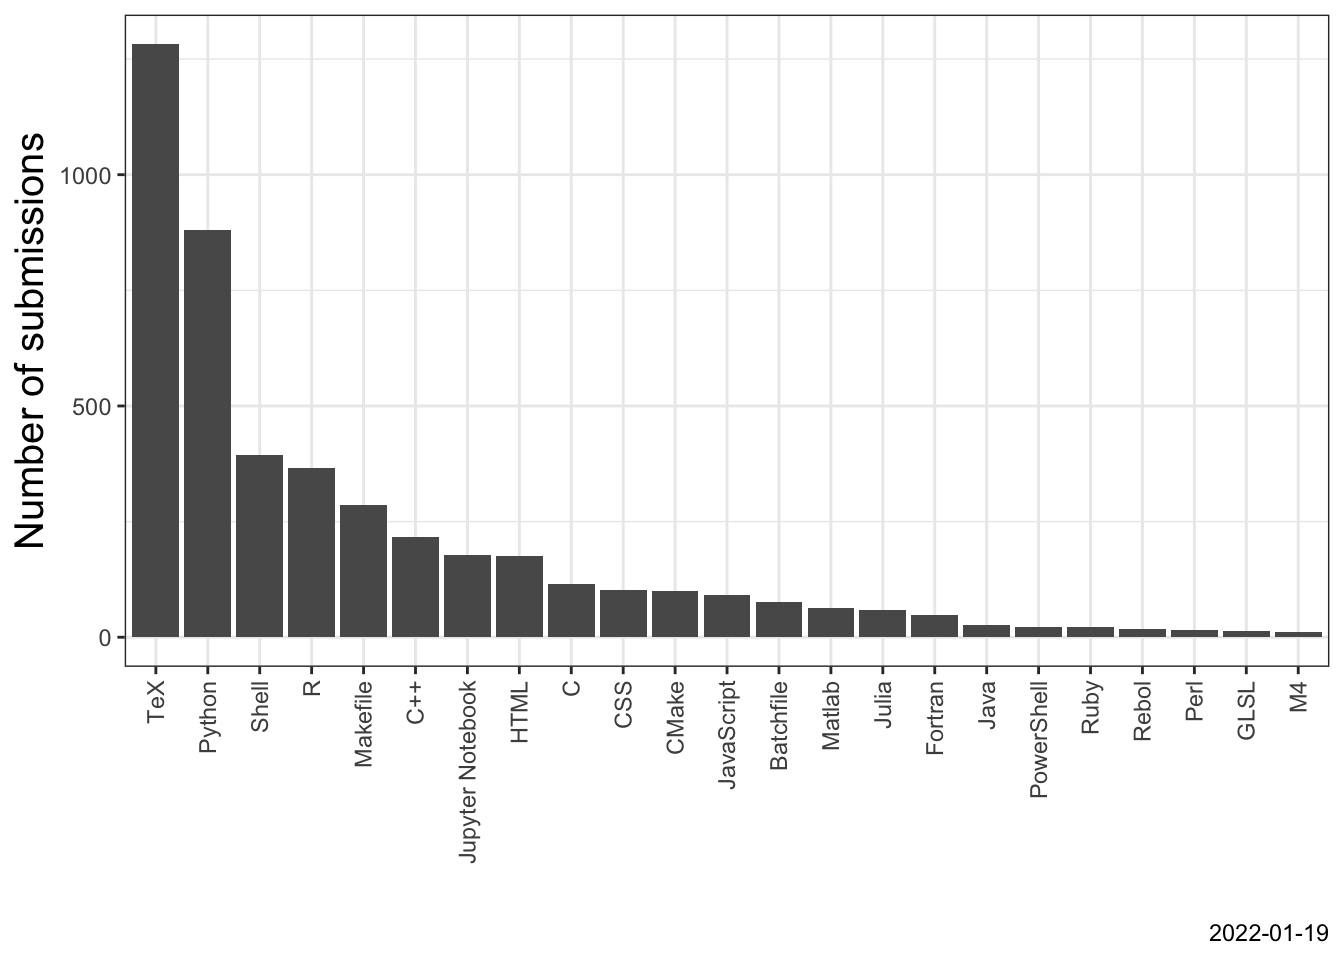 Number of submissions
1000
500
0
TeX
Python
Shell
R
Makefile
C++
Jupyter Notebook
HTML
C
CSS
CMake
JavaScript
Batchfile
Matlab
Julia
Fortran
Java
PowerShell
Ruby
Rebol
Perl
GLSL
M4
2022-01-19